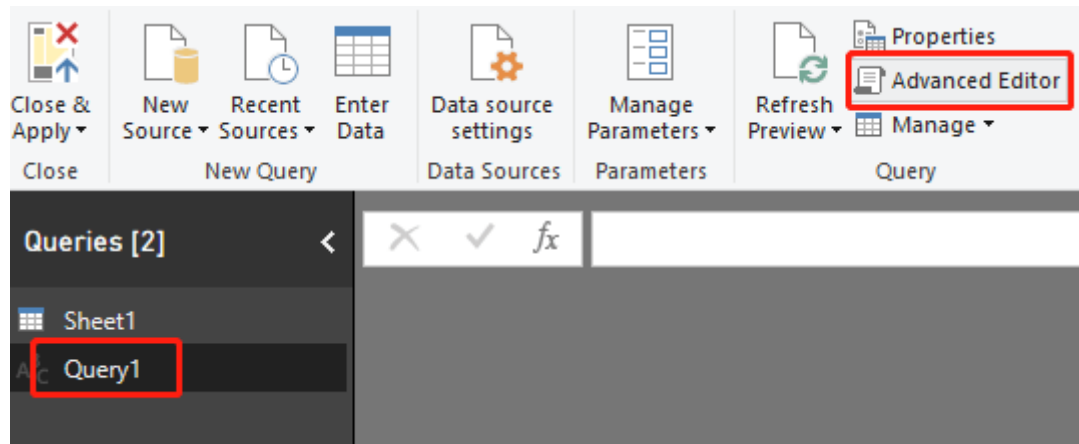 Close &
Apply
New
Source
Recent
Sources
Enter
Data
Data source
settings
Manage
Parameters
Refresh
Preview
Properties
Advanced Editor
Manage
Close
New Query
Data Sources
Parameters
Query
Queries [2]
fx
Sheet1
ABC
Query1